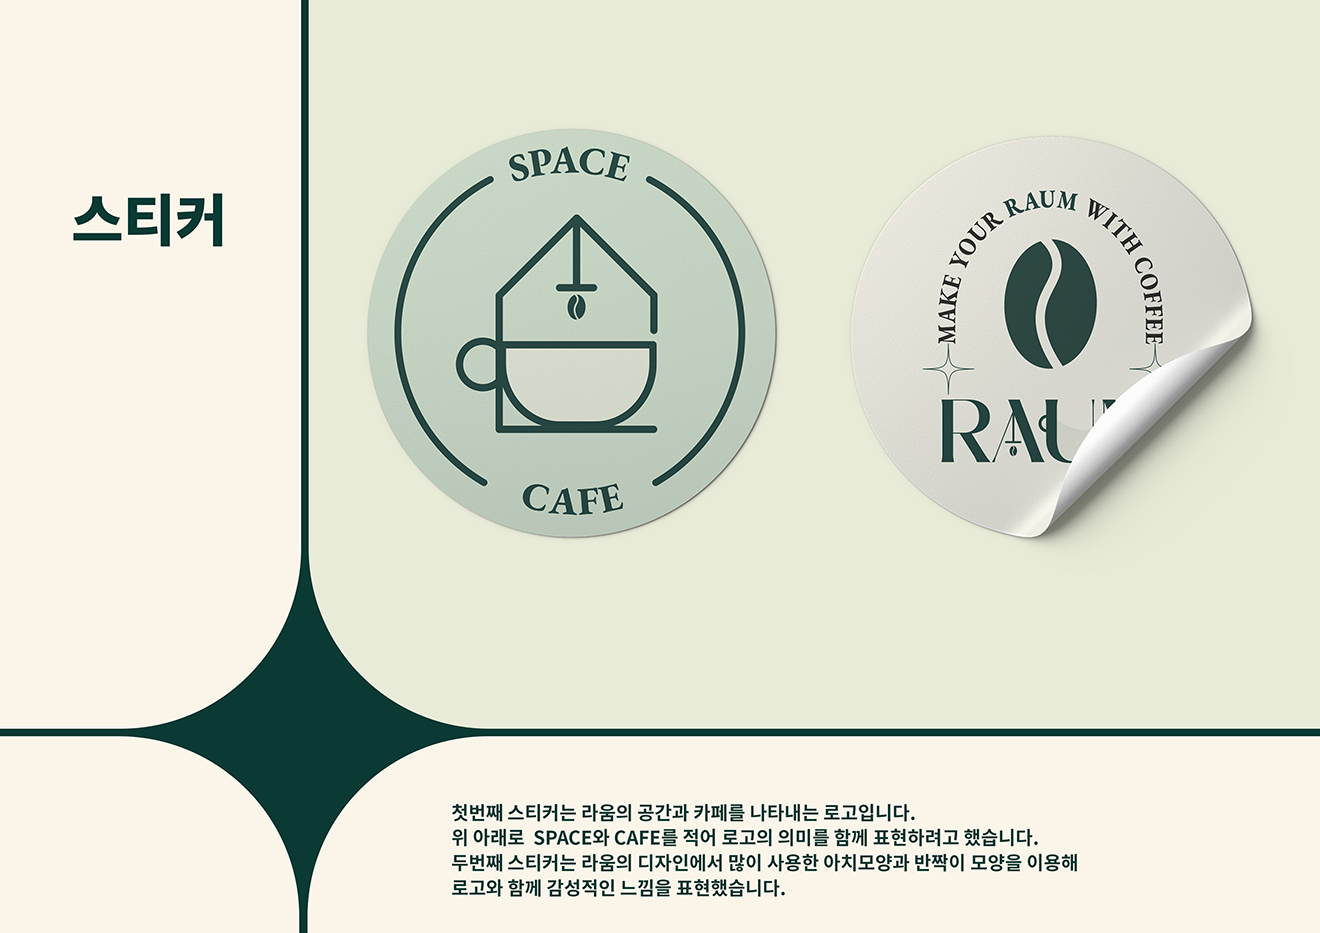 스티커
SPACE
CAFE
MAKE YOUR RAUM WITH COFFEE
RAU
첫번째 스티커는 라움의 공간과 카페를 나타내는 로고입니다.
위 아래로 SPACE와 CAFE를 적어 로고의 의미를 함께 표현하려고 했습니다.
두번째 스티커는 라움의 디자인에서 많이 사용한 아치모양과 반짝이 모양을 이용해
로고와 함께 감성적인 느낌을 표현했습니다.